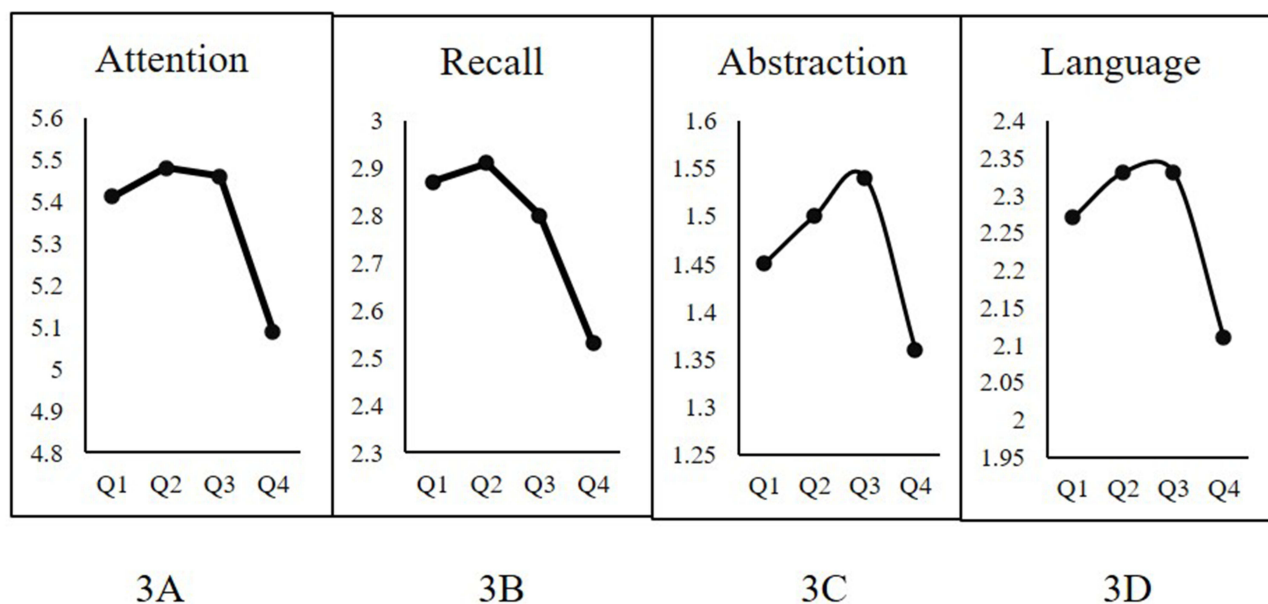 Attention
5.6
5.5
5.4
5.3
5.2
5.1
5
4.9
4.8
Q1 Q2 Q3 Q4
3A
Recall
3
2.9
2.8
2.7
2.6
2.5
2.4
2.3
Q1 Q2 Q3 Q4
3B
Abstraction
1.6
1.55
1.5
1.45
1.4
1.35
1.3
1.25
Q1 Q2 Q3 Q4
3C
Language
2.4
2.35
2.3
2.25
2.2
2.15
2.1
2.05
2
1.95
Q1 Q2 Q3 Q4
3D